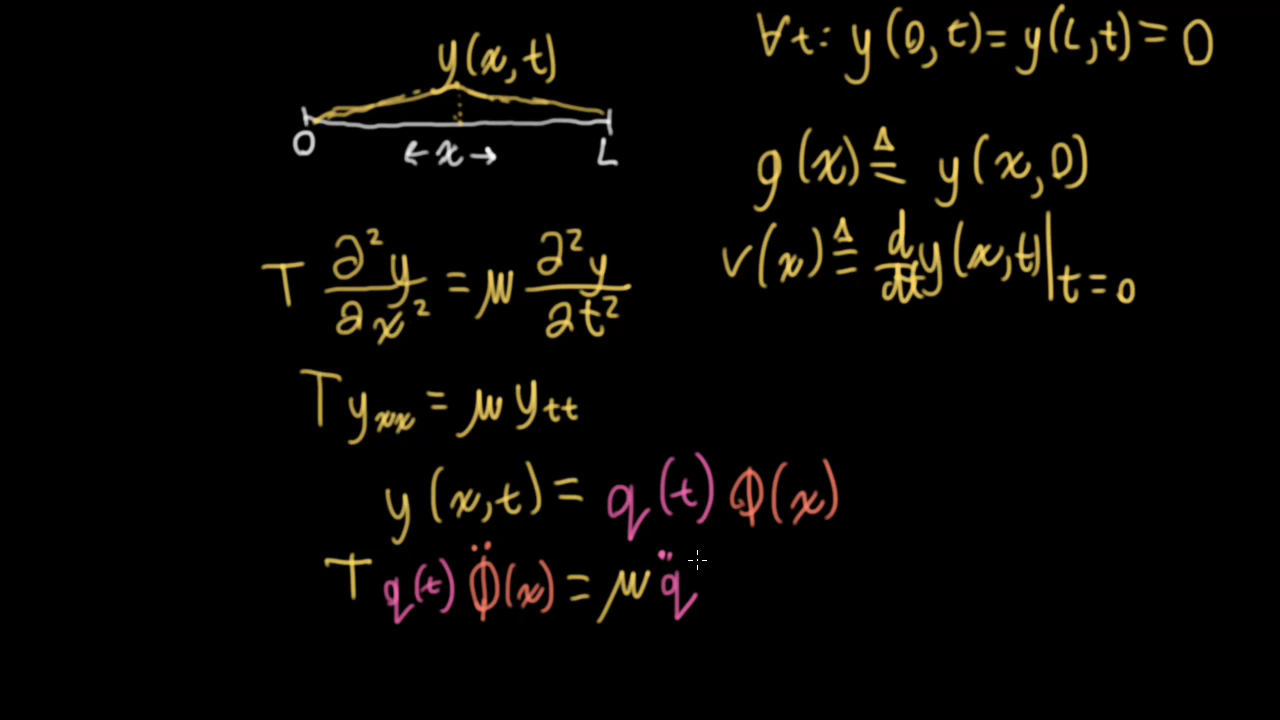 y(x,t)
0 ← x → L
∀t: y(0,t) = y(L,t) = 0
g(x) ≜ y(x,0)
v(x) ≜ d/dt y(x,t)|t=0
T ∂²y/∂x² = μ ∂²y/∂t²
T yxx = μ ytt
y(x,t) = q(t) Φ(x)
T q(t) Φ̈(x) = μ q̈